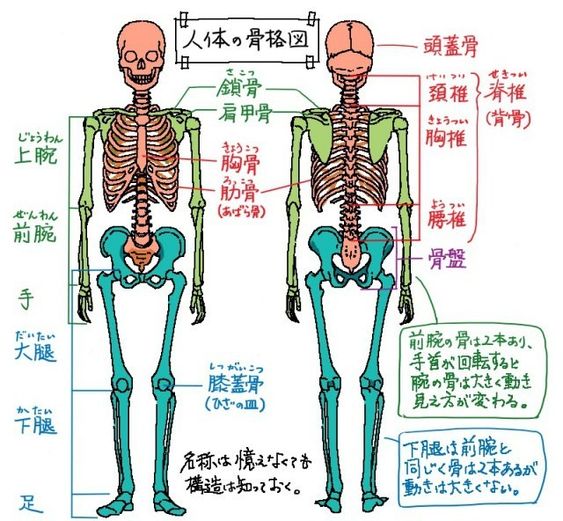 人体の骨格図
頭蓋骨
さこつ
鎖骨
肩甲骨
けいつい
頚椎
せきつい
脊椎
(背骨)
きょうつい
胸椎
じょうわん
上腕
きょうこつ
胸骨
ろっこつ
肋骨
(あばら骨)
ようつい
腰椎
ぜんわん
前腕
骨盤
手
だいたい
大腿
しつがいこつ
膝蓋骨
(ひざの皿)
かたい
下腿
足
前腕の骨は2本あり、
手首が回転すると
腕の骨は大きく動き
見え方が変わる。
下腿は前腕と
同じく骨は2本あるが
動きは大きくない。
名称は憶えなくても
構造は知っておく。